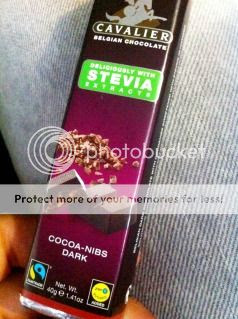 CAVALIER
BELGIAN CHOCOLATE
DELICIOUSLY WITH
STEVIA
EXTRACTS
photobucket
Protect more of your memories for less!
COCOA-NIBS
DARK
Net. Wt.
40g e 1.41oz